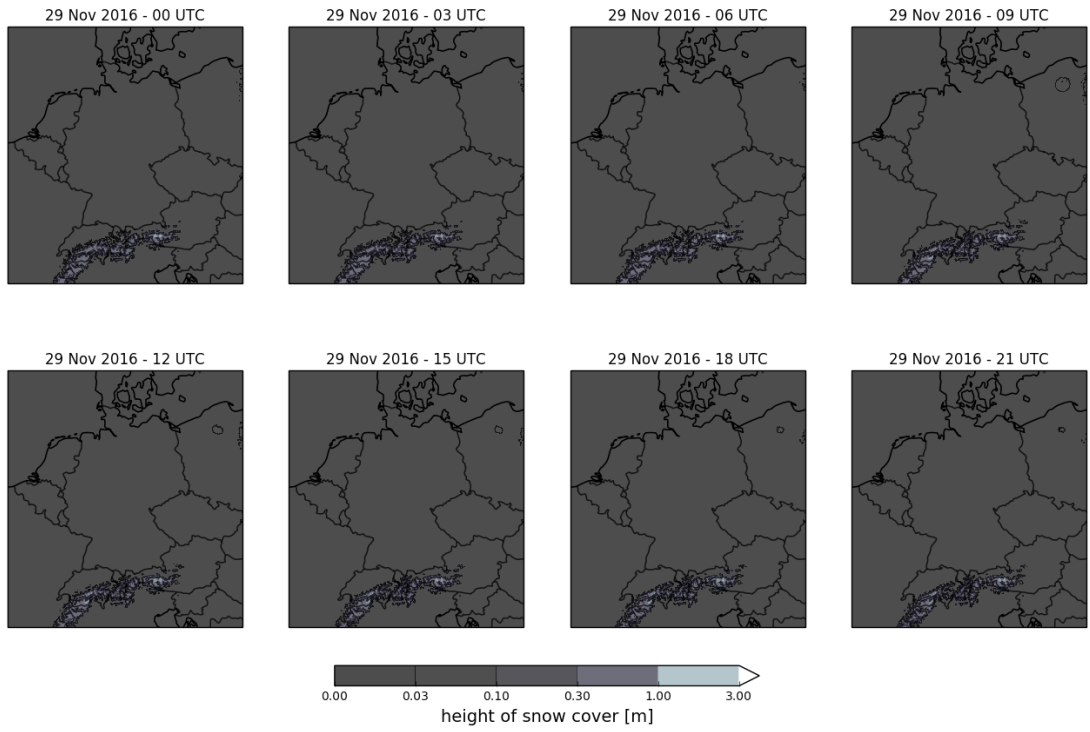 29 Nov 2016 - 00 UTC
29 Nov 2016 - 03 UTC
29 Nov 2016 - 06 UTC
29 Nov 2016 - 09 UTC
29 Nov 2016 - 12 UTC
29 Nov 2016 - 15 UTC
29 Nov 2016 - 18 UTC
29 Nov 2016 - 21 UTC
0.00 0.03 0.10 0.30 1.00 3.00
height of snow cover [m]